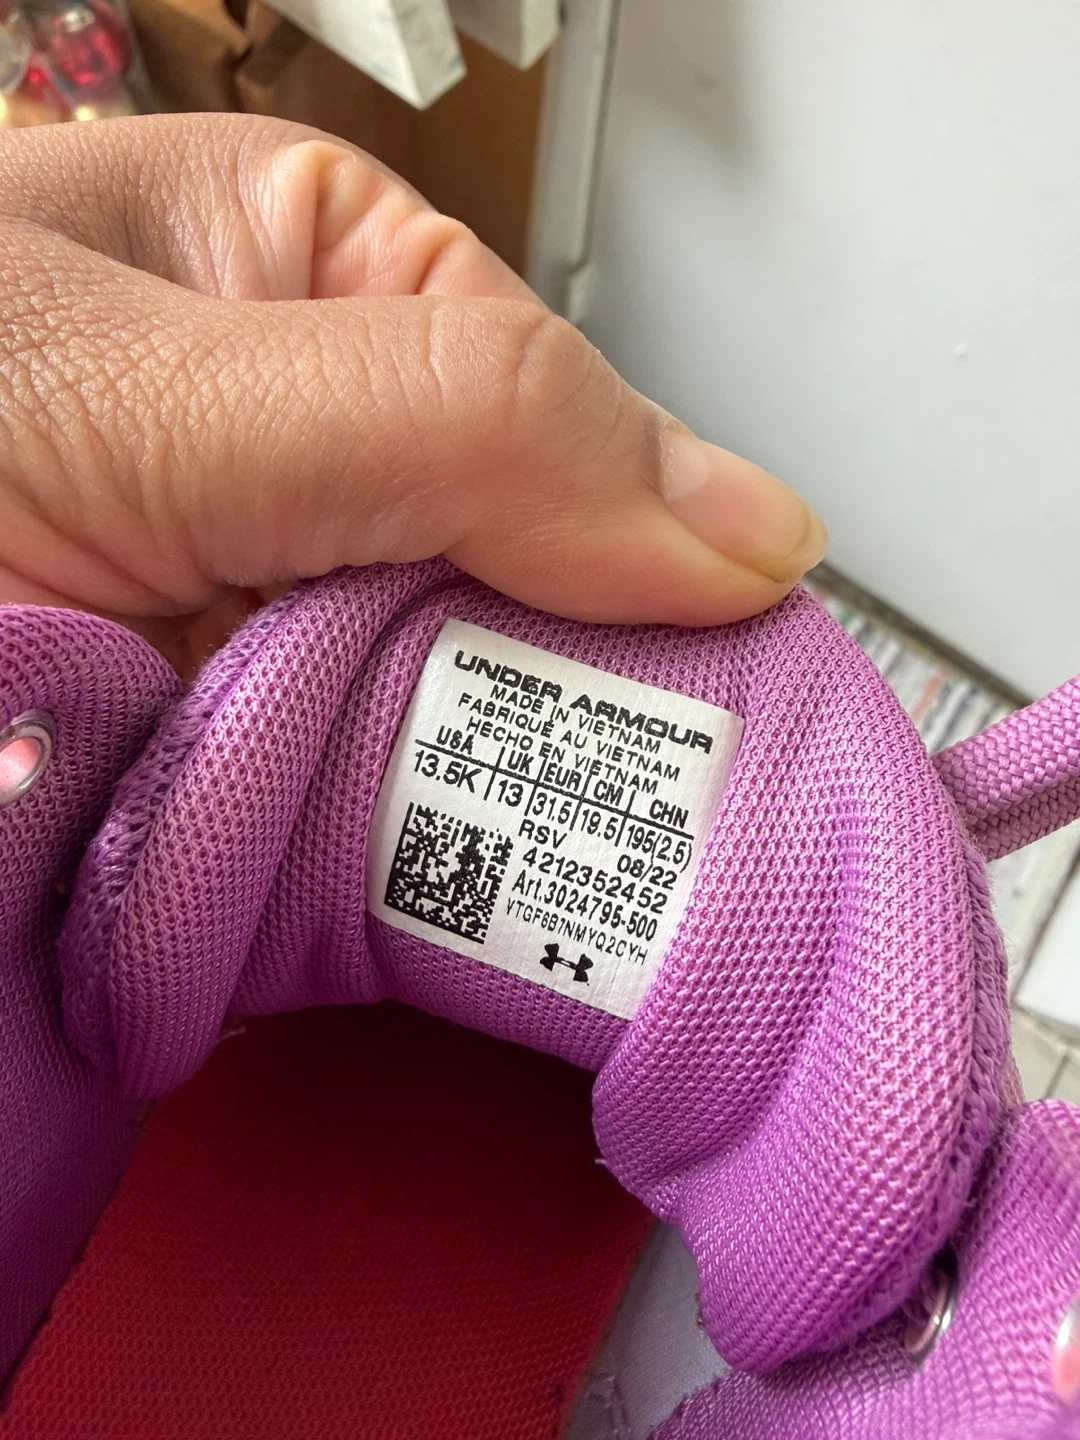 UNDER ARMOUR
MADE IN VIETNAM
FABRIQUÉ AU VIETNAM
HECHO EN VIETNAM
USA | UK | EUR | CM | CHN
13.5K | 13 | 31.5 | 19.5 | 195(2.5)
RSV 08/22
4212352452
Art.3024795-500